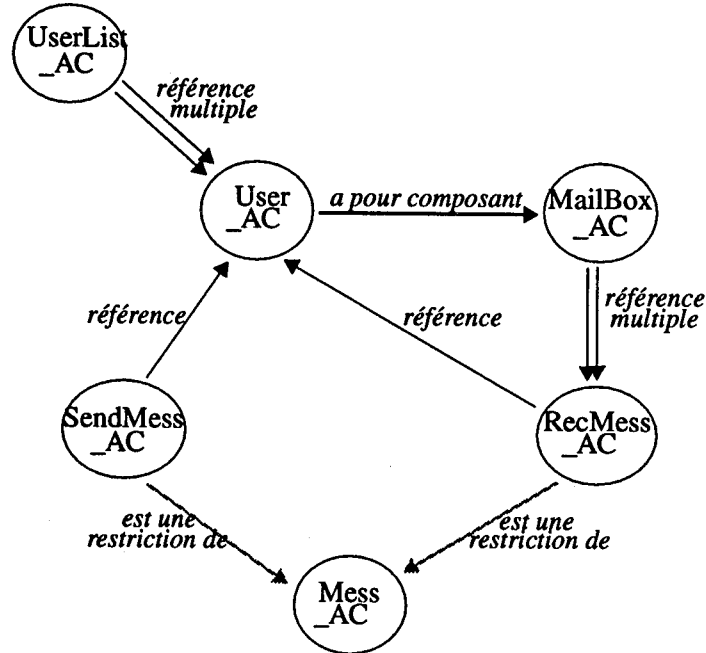 UserList
_AC
référence
multiple
User
_AC
a pour composant
MailBox
_AC
référence
référence
référence
multiple
SendMess
_AC
RecMess
_AC
est une
restriction de
est une
restriction de
Mess
_AC